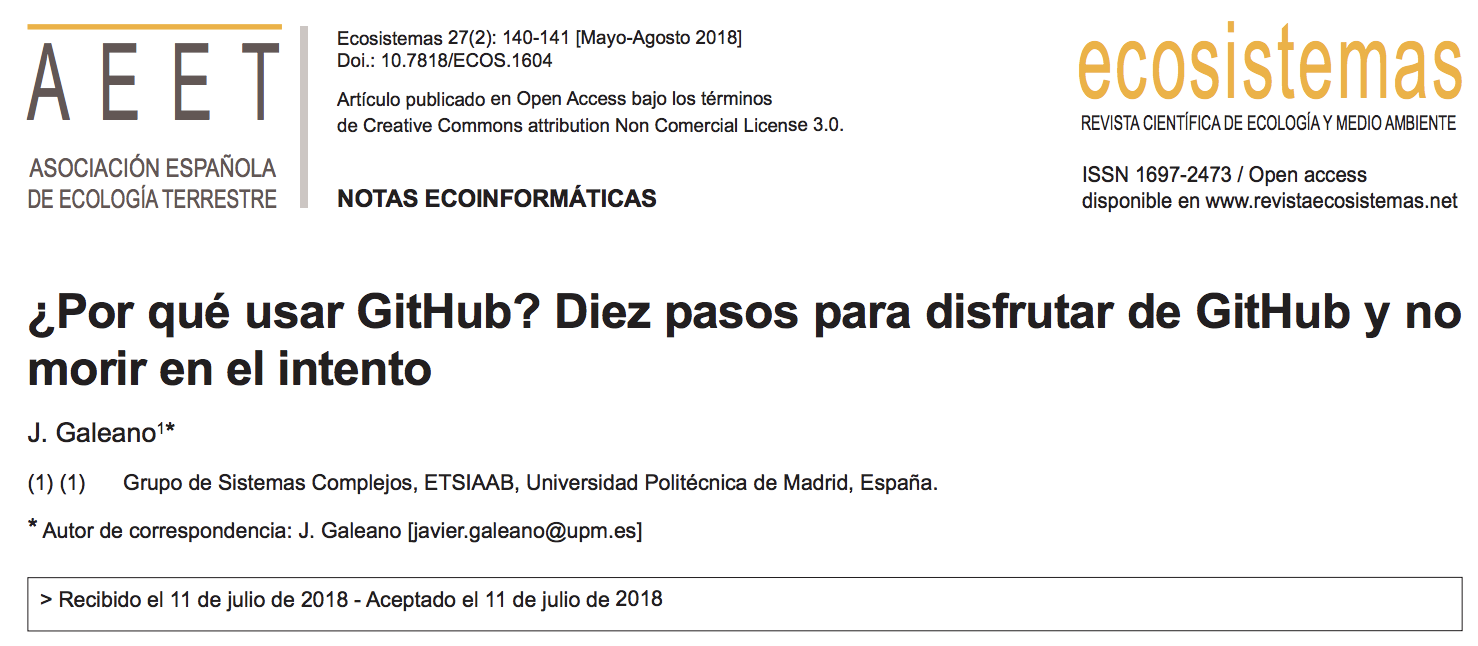 AEET
ASOCIACIÓN ESPAÑOLA
DE ECOLOGÍA TERRESTRE
Ecosistemas 27(2): 140-141 [Mayo-Agosto 2018]
Doi.: 10.7818/ECOS.1604
Artículo publicado en Open Access bajo los términos
de Creative Commons attribution Non Comercial License 3.0.
NOTAS ECOINFORMÁTICAS
ecosistemas
REVISTA CIENTÍFICA DE ECOLOGÍA Y MEDIO AMBIENTE
ISSN 1697-2473 / Open access
disponible en www.revistaecosistemas.net
¿Por qué usar GitHub? Diez pasos para disfrutar de GitHub y no
morir en el intento
J. Galeano1*
(1) (1) Grupo de Sistemas Complejos, ETSIAAB, Universidad Politécnica de Madrid, España.
* Autor de correspondencia: J. Galeano [javier.galeano@upm.es]
> Recibido el 11 de julio de 2018 - Aceptado el 11 de julio de 2018